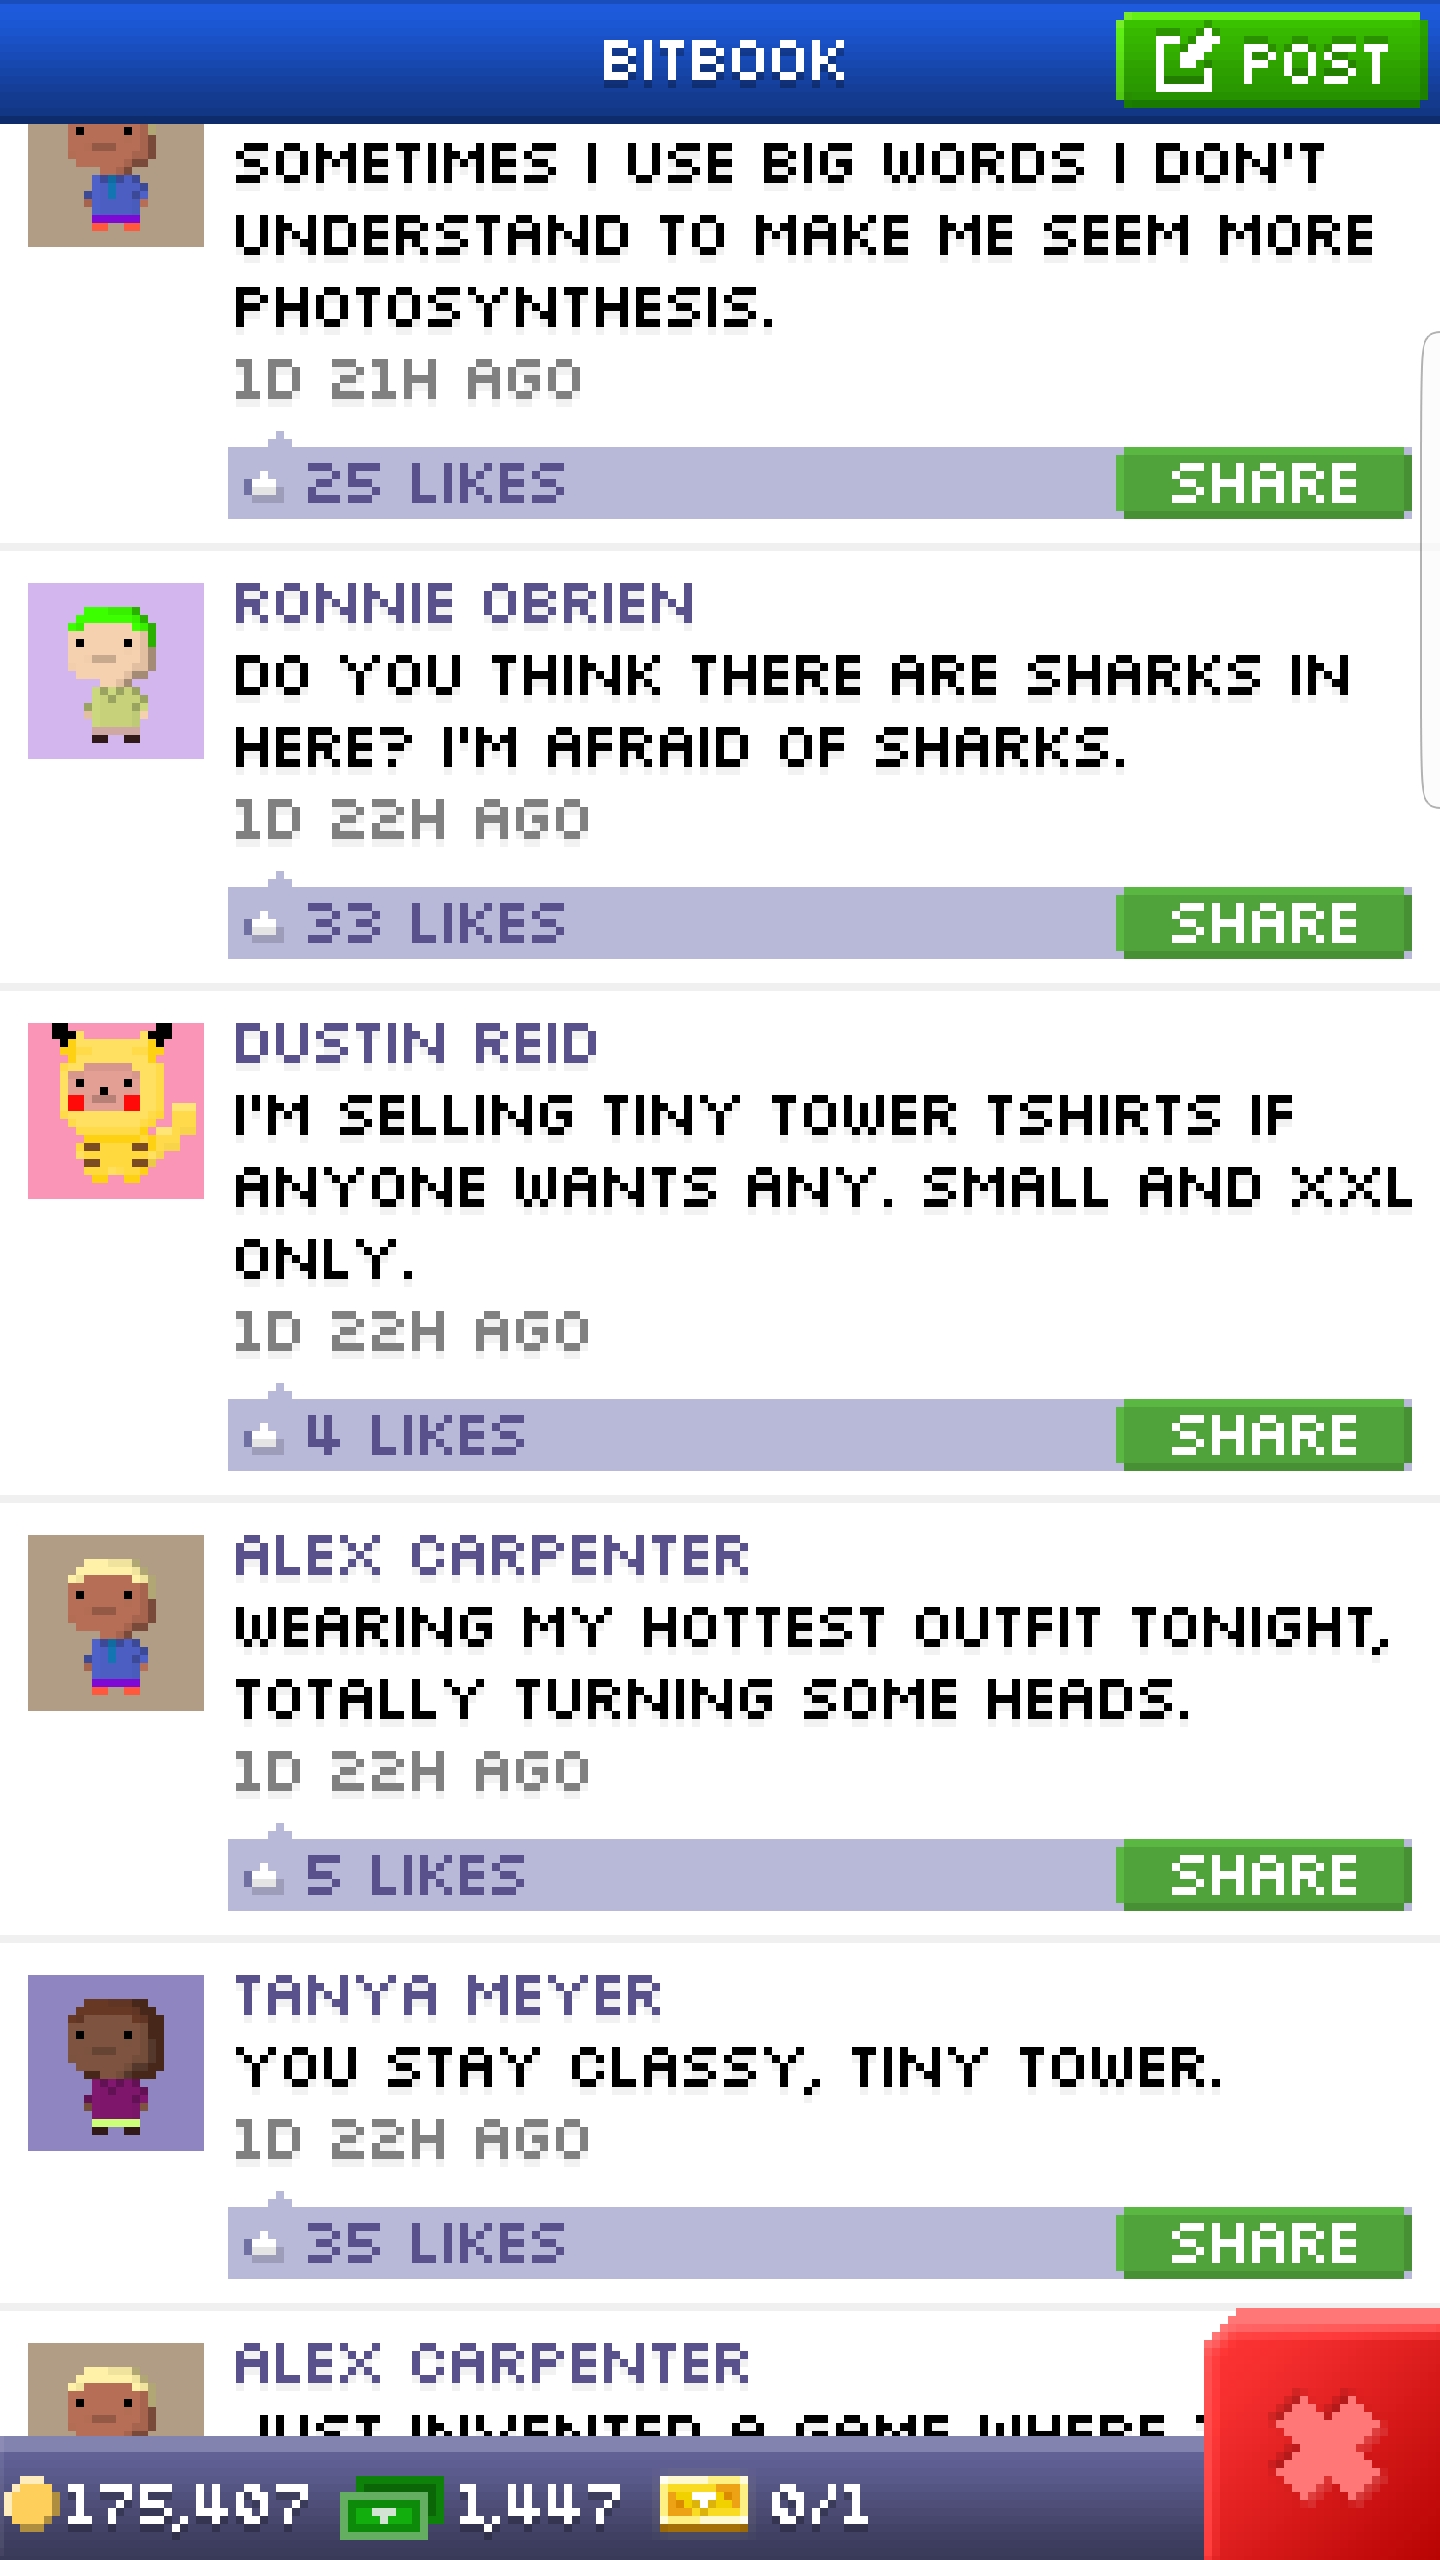 BITBOOK
POST
SOMETIMES I USE BIG WORDS I DON'T
UNDERSTAND TO MAKE ME SEEM MORE
PHOTOSYNTHESIS.
1D 21H AGO
25 LIKES
SHARE
RONNIE OBRIEN
DO YOU THINK THERE ARE SHARKS IN
HERE? I'M AFRAID OF SHARKS.
1D 22H AGO
33 LIKES
SHARE
DUSTIN REID
I'M SELLING TINY TOWER TSHIRTS IF
ANYONE WANTS ANY. SMALL AND XXL
ONLY.
1D 22H AGO
4 LIKES
SHARE
ALEX CARPENTER
WEARING MY HOTTEST OUTFIT TONIGHT,
TOTALLY TURNING SOME HEADS.
1D 22H AGO
5 LIKES
SHARE
TANYA MEYER
YOU STAY CLASSY, TINY TOWER.
1D 22H AGO
35 LIKES
SHARE
ALEX CARPENTER
JUST INVENTED A GAME WHERE
175,407
1,447
0/1